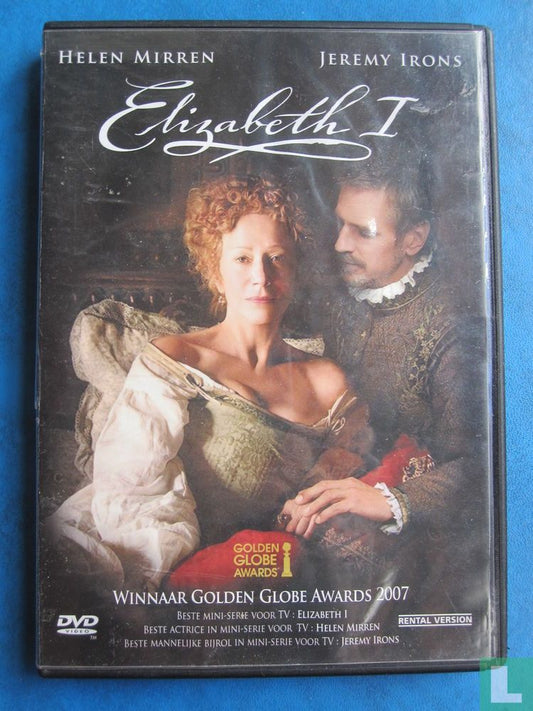 HELEN MIRREN JEREMY IRONS
Elizabeth I
GOLDEN
GLOBE
AWARDS®
WINNAAR GOLDEN GLOBE AWARDS 2007
BESTE MINI-SERIE VOOR TV : ELIZABETH I
BESTE ACTRICE IN MINI-SERIE VOOR TV : HELEN MIRREN
BESTE MANNELIJKE BIJROL IN MINI-SERIE VOOR TV : JEREMY IRONS
DVD
VIDEO
TM
RENTAL VERSION
L